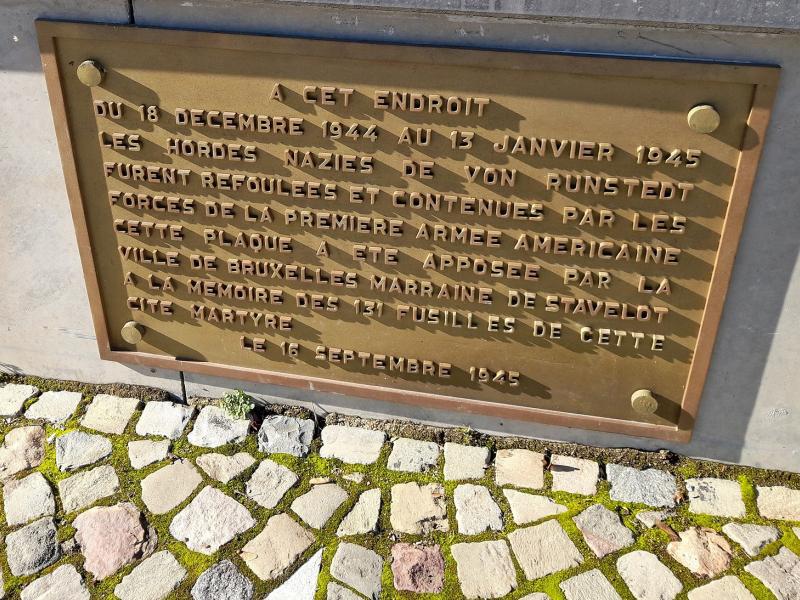 A CET ENDROIT
DU 18 DECEMBRE 1944 AU 13 JANVIER 1945
LES HORDES NAZIES DE VON RUNSTEDT
FURENT REFOULEES ET CONTENUES PAR LES
FORCES DE LA PREMIERE ARMEE AMERICAINE
CETTE PLAQUE A ETE APPOSEE PAR LA
VILLE DE BRUXELLES MARRAINE DE STAVELOT
A LA MEMOIRE DES 131 FUSILLES DE CETTE
CITE MARTYRE
LE 16 SEPTEMBRE 1945